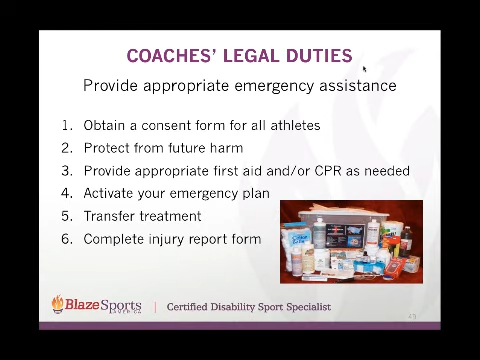 COACHES' LEGAL DUTIES
Provide appropriate emergency assistance
1. Obtain a consent form for all athletes
2. Protect from future harm
3. Provide appropriate first aid and/or CPR as needed
4. Activate your emergency plan
5. Transfer treatment
6. Complete injury report form
BlazeSports
AMERICA
Certified Disability Sport Specialist